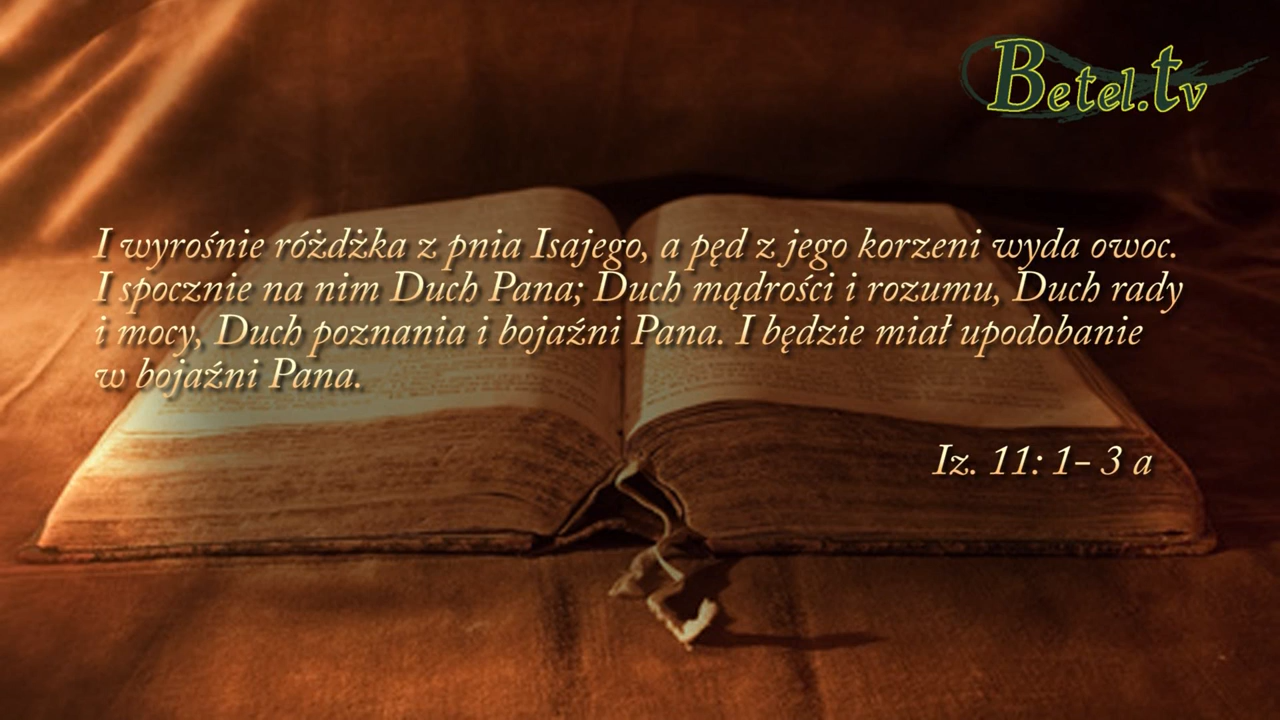 Betel.tv
I wyrośnie różdżka z pnia Isajego, a pęd z jego korzeni wyda owoc.
I spocznie na nim Duch Pana; Duch mądrości i rozumu, Duch rady
i mocy, Duch poznania i bojaźni Pana. I będzie miał upodobanie
w bojaźni Pana.
Iz. 11: 1- 3 a